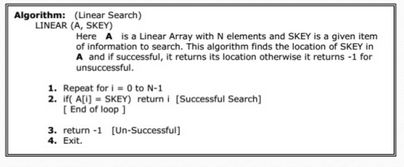 Algorithm: (Linear Search)
LINEAR (A, SKEY)
Here A is a Linear Array with N elements and SKEY is a given item
of information to search. This algorithm finds the location of SKEY in
A and if successful, it returns its location otherwise it returns -1 for
unsuccessful.
1. Repeat for i = 0 to N-1
2. if( A[i] = SKEY) return i [Successful Search]
[ End of loop ]
3. return -1 [Un-Successful]
4. Exit.